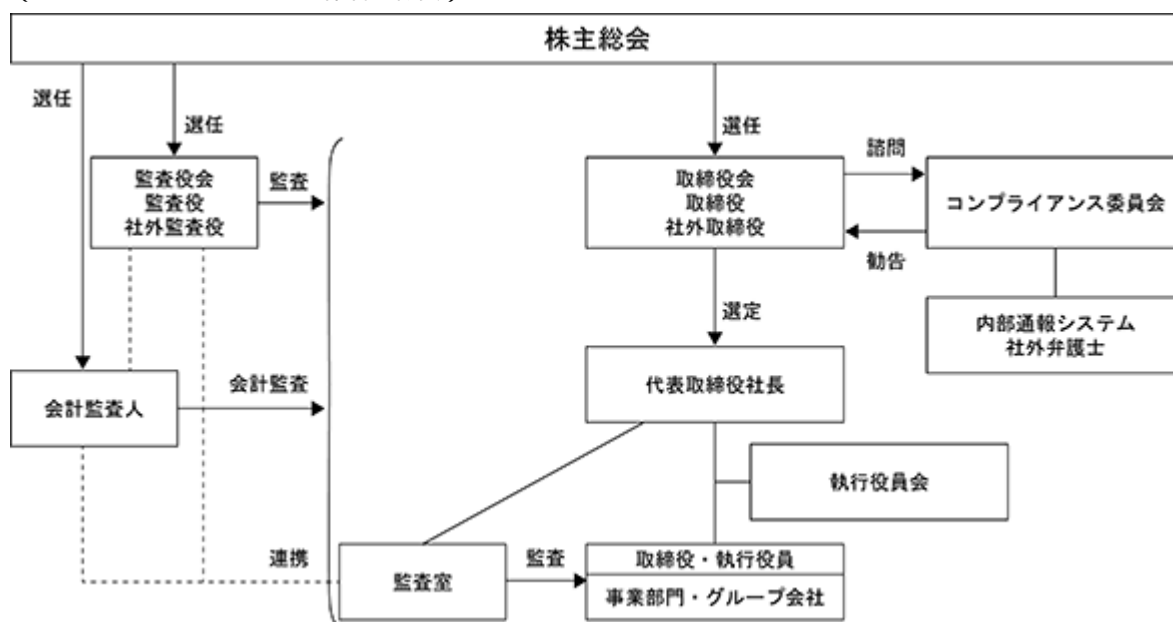 株主総会
選任
選任
選任
監査役会
監査役
社外監査役
監査
取締役会
取締役
社外取締役
諮問
勧告
コンプライアンス委員会
内部通報システム
社外弁護士
選定
会計監査人
会計監査
代表取締役社長
執行役員会
連携
監査室
監査
取締役・執行役員
事業部門・グループ会社